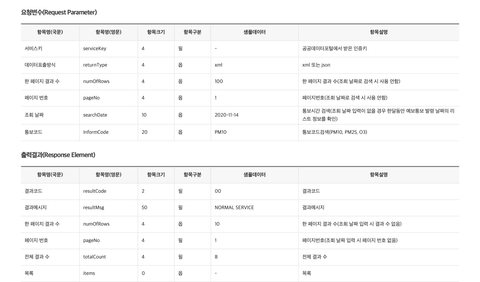 요청변수(Request Parameter)
항목명(국문) 항목명(영문) 항목크기 항목구분 샘플데이터 항목설명
서비스키 serviceKey 4 필 - 공공데이터포털에서 받은 인증키
데이터표출방식 returnType 4 옵 xml xml 또는 json
한 페이지 결과 수 numOfRows 4 옵 100 한 페이지 결과 수(조회 날짜로 검색 시 사용 안함)
페이지 번호 pageNo 4 옵 1 페이지번호(조회 날짜로 검색 시 사용 안함)
조회 날짜 searchDate 10 옵 2020-11-14 통보시간 검색(조회 날짜 입력이 없을 경우 한달동안 예보통보 발령 날짜의 리
스트 정보를 확인)
통보코드 InformCode 20 옵 PM10 통보코드검색(PM10, PM25, O3)
출력결과(Response Element)
항목명(국문) 항목명(영문) 항목크기 항목구분 샘플데이터 항목설명
결과코드 resultCode 2 필 00 결과코드
결과메시지 resultMsg 50 필 NORMAL SERVICE 결과메시지
한 페이지 결과 수 numOfRows 4 옵 10 한 페이지 결과 수(조회 날짜 입력 시 결과 수 없음)
페이지 번호 pageNo 4 필 1 페이지번호(조회 날짜 입력 시 페이지 번호 없음)
전체 결과 수 totalCount 4 필 8 전체 결과 수
목록 items 0 옵 - 목록